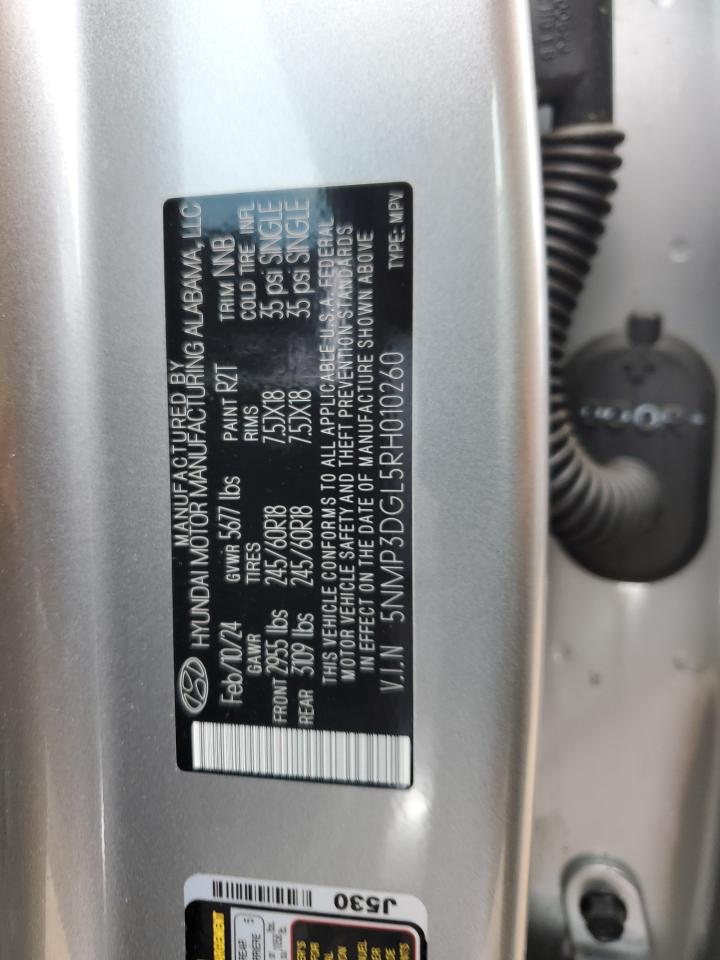 MANUFACTURED BY
HYUNDAI MOTOR MANUFACTURING ALABAMA, LLC
Feb/10/24 GVWR 5677 lbs PAINT R2T TRIM NNB
GAWR TIRES RIMS COLD TIRE INFL
FRONT 2955 lbs 245/60R18 7.5JX18 35 psi SINGLE
REAR 3109 lbs 245/60R18 7.5JX18 35 psi SINGLE
THIS VEHICLE CONFORMS TO ALL APPLICABLE U.S.A. FEDERAL
MOTOR VEHICLE SAFETY AND THEFT PREVENTION STANDARDS
IN EFFECT ON THE DATE OF MANUFACTURE SHOWN ABOVE
V.I.N 5NMP3DGL5RH010260 TYPE: MPV
J530